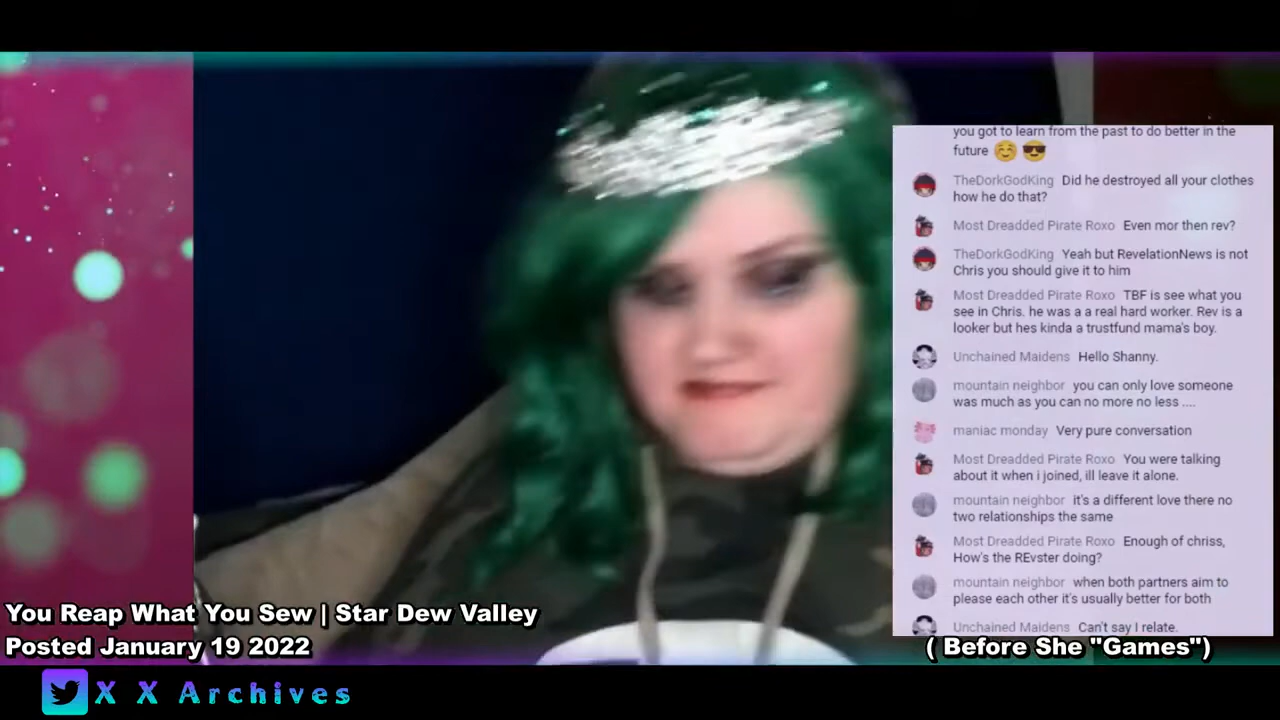 you got to learn from the past to do better in the
future
TheDorkGodKing Did he destroyed all your clothes
how he do that?
Most Dreadded Pirate Roxo Even mor then rev?
TheDorkGodKing Yeah but RevelationNews is not
Chris you should give it to him
Most Dreadded Pirate Roxo TBF is see what you
see in Chris. he was a a real hard worker. Rev is a
looker but hes kinda a trustfund mama's boy.
Unchained Maidens Hello Shanny.
mountain neighbor you can only love someone
was much as you can no more no less ....
maniac monday Very pure conversation
Most Dreadded Pirate Roxo You were talking
about it when i joined, ill leave it alone.
mountain neighbor it's a different love there no
two relationships the same
Most Dreadded Pirate Roxo Enough of chriss,
How's the REvster doing?
mountain neighbor when both partners aim to
please each other it's usually better for both
Unchained Maidens Can't say I relate.
You Reap What You Sew | Star Dew Valley
Posted January 19 2022
( Before She "Games")
X X Archives